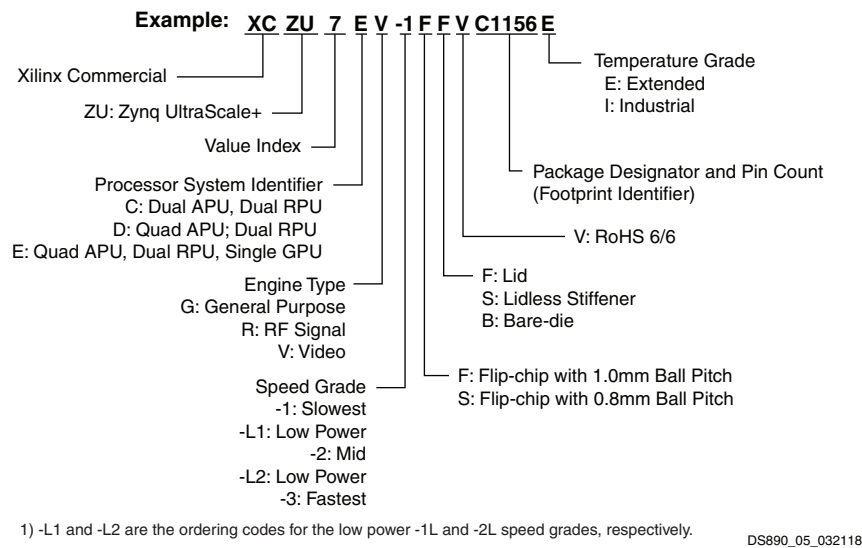 Example: XC ZU 7 E V -1 F F V C1156 E
Xilinx Commercial
ZU: Zynq UltraScale+
Value Index
Processor System Identifier
C: Dual APU, Dual RPU
D: Quad APU; Dual RPU
E: Quad APU, Dual RPU, Single GPU
Engine Type
G: General Purpose
R: RF Signal
V: Video
Speed Grade
-1: Slowest
-L1: Low Power
-2: Mid
-L2: Low Power
-3: Fastest
Temperature Grade
E: Extended
I: Industrial
Package Designator and Pin Count
(Footprint Identifier)
V: RoHS 6/6
F: Lid
S: Lidless Stiffener
B: Bare-die
F: Flip-chip with 1.0mm Ball Pitch
S: Flip-chip with 0.8mm Ball Pitch
1) -L1 and -L2 are the ordering codes for the low power -1L and -2L speed grades, respectively.
DS890_05_032118